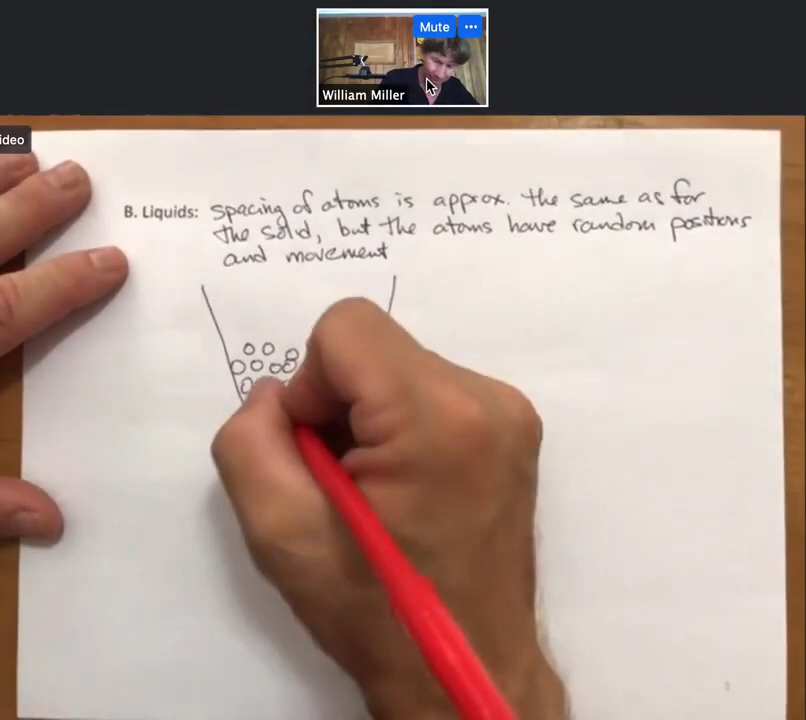 Mute
William Miller
ideo
B. Liquids: spacing of atoms is approx. the same as for
the solid, but the atoms have random positions
and movement